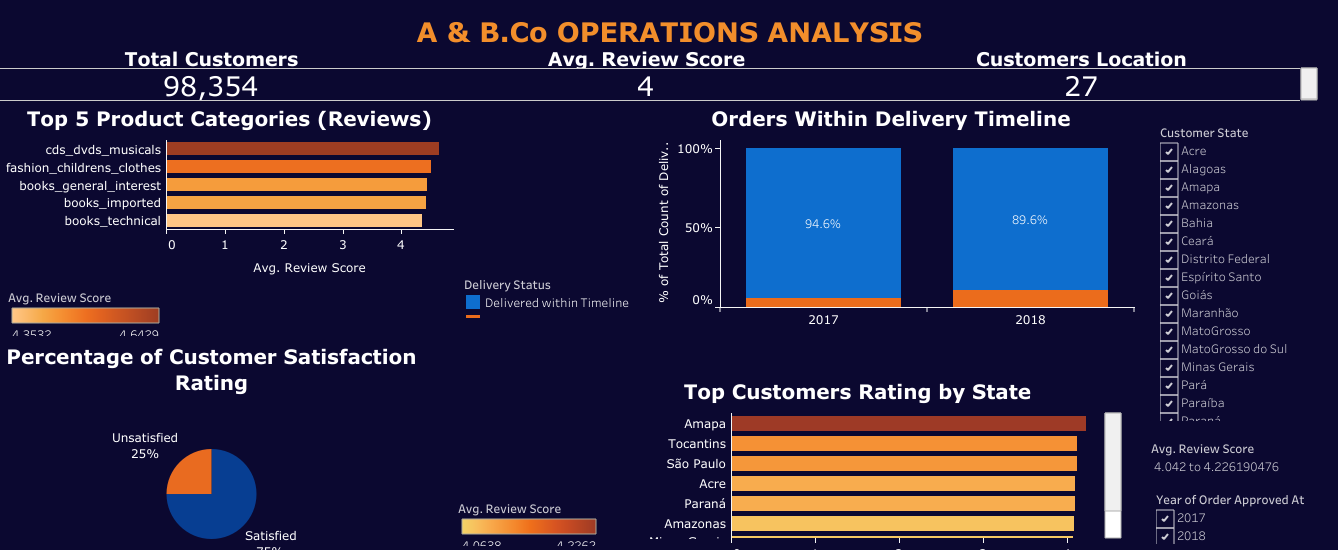 A & B.Co OPERATIONS ANALYSIS
Total Customers
Avg. Review Score
Customers Location
98,354
4
27
Top 5 Product Categories (Reviews)
cds_dvds_musicals
fashion_childrens_clothes
books_general_interest
books_imported
books_technical
0 1 2 3 4
Avg. Review Score
Avg. Review Score
4.3532 4.6429
Delivery Status
Delivered within Timeline
Orders Within Delivery Timeline
% of Total Count of Deliv..
100%
50%
0%
94.6%
89.6%
2017
2018
Customer State
Acre
Alagoas
Amapa
Amazonas
Bahia
Ceará
Distrito Federal
Espírito Santo
Goiás
Maranhão
MatoGrosso
MatoGrosso do Sul
Minas Gerais
Pará
Paraíba
Paraná
Percentage of Customer Satisfaction
Rating
Unsatisfied
25%
Satisfied
75%
Avg. Review Score
4.0638 4.2262
Top Customers Rating by State
Amapa
Tocantins
São Paulo
Acre
Paraná
Amazonas
Avg. Review Score
4.042 to 4.226190476
Year of Order Approved At
2017
2018